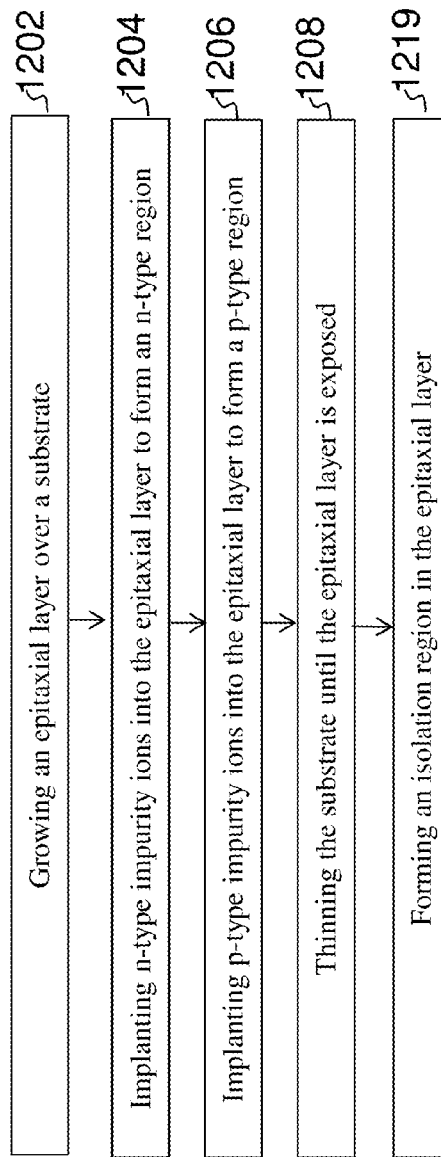 Growing an epitaxial layer over a substrate
1202
Implanting n-type impurity ions into the epitaxial layer to form an n-type region
1204
Implanting p-type impurity ions into the epitaxial layer to form a p-type region
1206
Thinning the substrate until the epitaxial layer is exposed
1208
Forming an isolation region in the epitaxial layer
1219